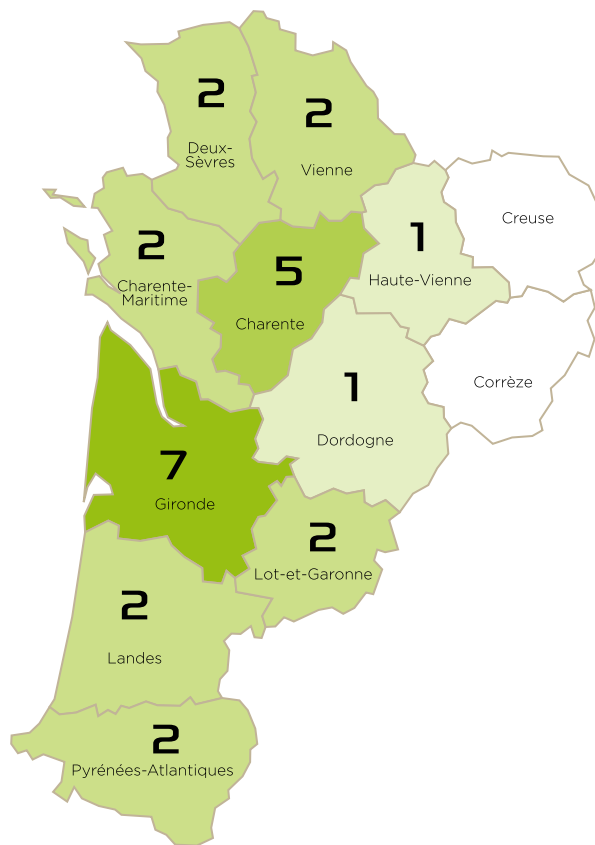 2
Deux-
Sèvres
2
Vienne
2
Charente-
Maritime
5
Charente
1
Haute-Vienne
Creuse
1
Dordogne
Corrèze
7
Gironde
2
Lot-et-Garonne
2
Landes
2
Pyrénées-Atlantiques